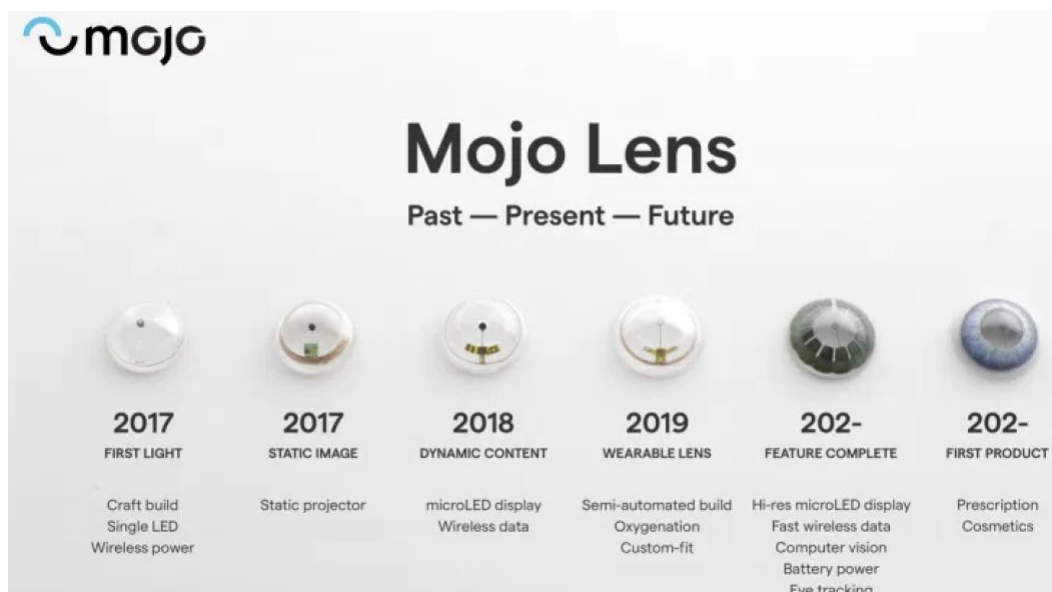 mojo
Mojo Lens
Past — Present — Future
2017
FIRST LIGHT
Craft build
Single LED
Wireless power
2017
STATIC IMAGE
Static projector
2018
DYNAMIC CONTENT
microLED display
Wireless data
2019
WEARABLE LENS
Semi-automated build
Oxygenation
Custom-fit
202-
FEATURE COMPLETE
Hi-res microLED display
Fast wireless data
Computer vision
Battery power
Eye tracking
202-
FIRST PRODUCT
Prescription
Cosmetics